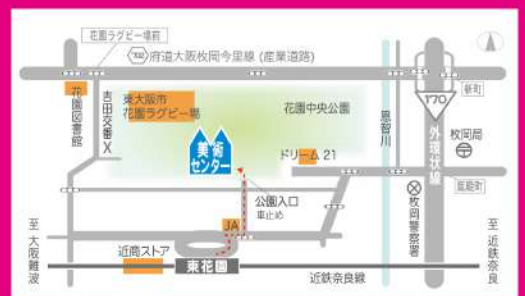 花園ラグビー場前
702
府道大阪枚岡今里線 (産業道路)
花園図書館
吉田交番
X
東大阪市
花園ラグビー場
花園中央公園
恩智川
170
新町
外環状線
枚岡局
美術
センター
ドリーム 21
公園入口
車止め
枚岡警察署
JA
近商ストア
東花園
近鉄奈良線
至 大阪難波
至 近鉄奈良